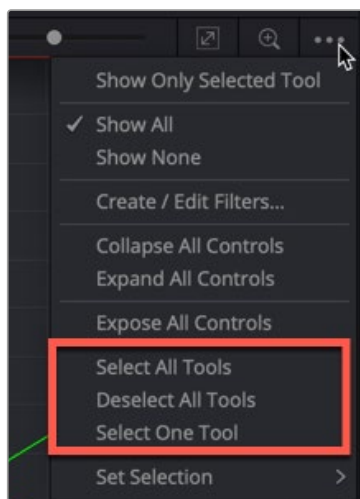 Show Only Selected Tool
✓ Show All
Show None
Create / Edit Filters...
Collapse All Controls
Expand All Controls
Expose All Controls
Select All Tools
Deselect All Tools
Select One Tool
Set Selection >